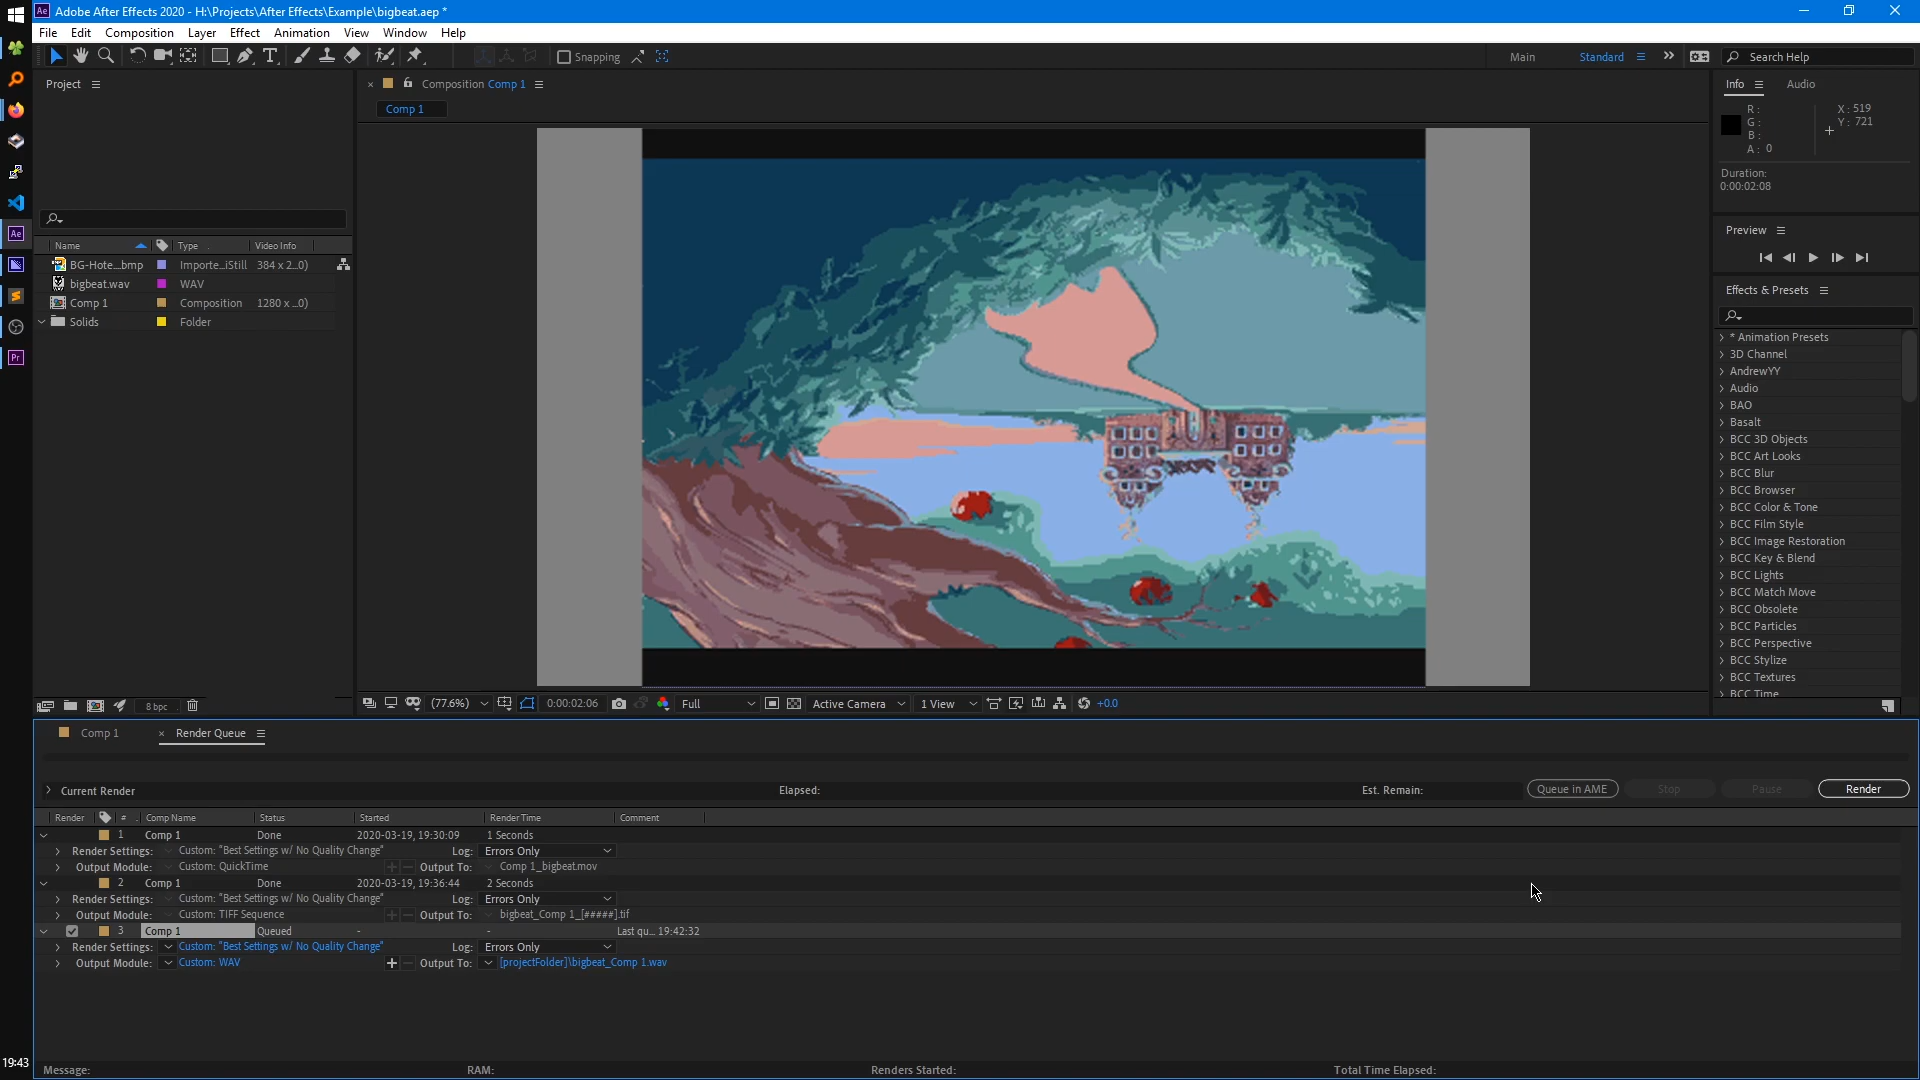 Ae Adobe After Effects 2020 - H:\Projects\After Effects\Example\bigbeat.aep *
File Edit Composition Layer Effect Animation View Window Help
Snapping Main Standard Search Help
Project
Composition Comp 1
Comp 1
Info Audio
R:
G:
B:
A: 0
X: 519
Y: 721
Duration:
0:00:02:08
Preview
Effects & Presets
Name Type Video Info
BG-Hote...bmp Importe...iStill 384 x 2...0)
bigbeat.wav WAV
Comp 1 Composition 1280 x ...0)
Solids Folder
* Animation Presets
3D Channel
AndrewYY
Audio
BAO
Basalt
BCC 3D Objects
BCC Art Looks
BCC Blur
BCC Browser
BCC Color & Tone
BCC Film Style
BCC Image Restoration
BCC Key & Blend
BCC Lights
BCC Match Move
BCC Obsolete
BCC Particles
BCC Perspective
BCC Stylize
BCC Textures
BCC Time
Ae
Pr
8 bpc
(77.6%) 0:00:02:06 Full Active Camera 1 View +0.0
Comp 1 Render Queue
Current Render Elapsed: Est. Remain: Queue in AME Stop Pause Render
Render # Comp Name Status Started Render Time Comment
1 Comp 1 Done 2020-03-19, 19:30:09 1 Seconds
Render Settings: Custom: "Best Settings w/ No Quality Change" Log: Errors Only
Output Module: Custom: QuickTime Output To: Comp 1_bigbeat.mov
2 Comp 1 Done 2020-03-19, 19:36:44 2 Seconds
Render Settings: Custom: "Best Settings w/ No Quality Change" Log: Errors Only
Output Module: Custom: TIFF Sequence Output To: bigbeat_Comp 1_[#####].tif
3 Comp 1 Queued - - Last qu... 19:42:32
Render Settings: Custom: "Best Settings w/ No Quality Change" Log: Errors Only
Output Module: Custom: WAV Output To: [projectFolder]\bigbeat_Comp 1.wav
19:43
Message: RAM: Renders Started: Total Time Elapsed: